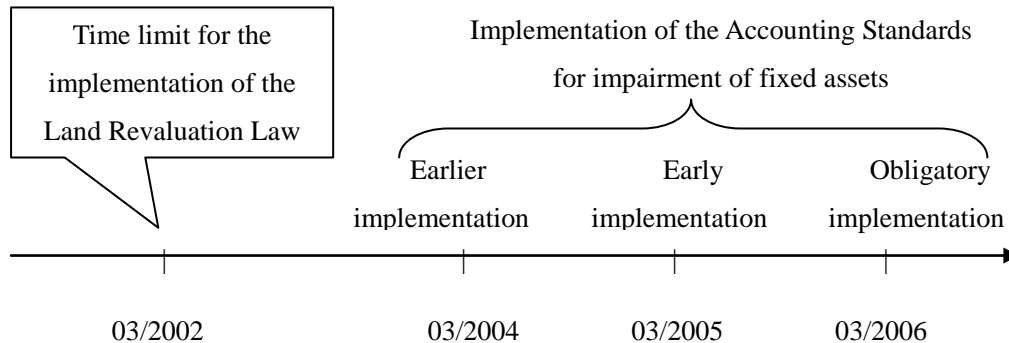 Time limit for the
implementation of the
Land Revaluation Law
Implementation of the Accounting Standards
for impairment of fixed assets
Earlier
implementation
Early
implementation
Obligatory
implementation
03/2002
03/2004
03/2005
03/2006